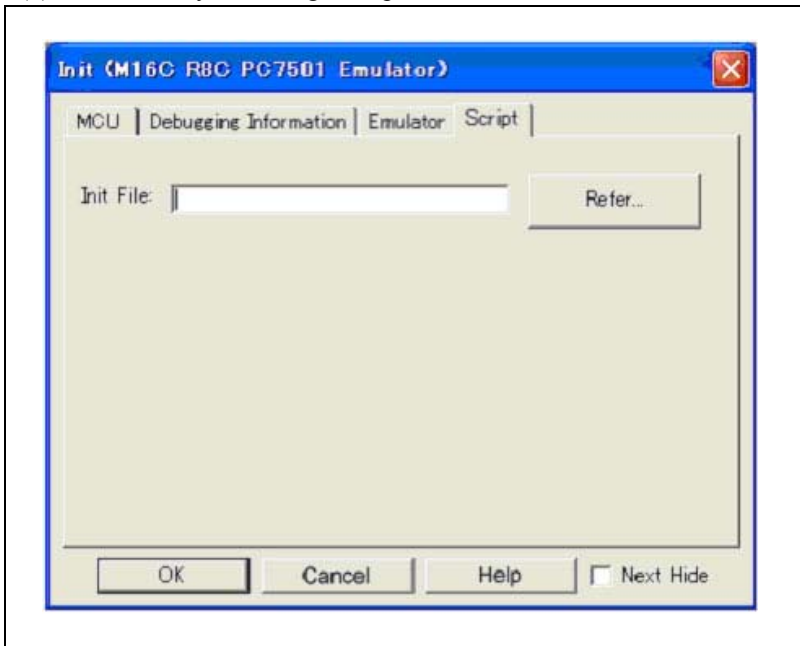 Init (M16C R8C PC7501 Emulator)
MCU Debugging Information Emulator Script
Init File: Refer...
OK Cancel Help Next Hide